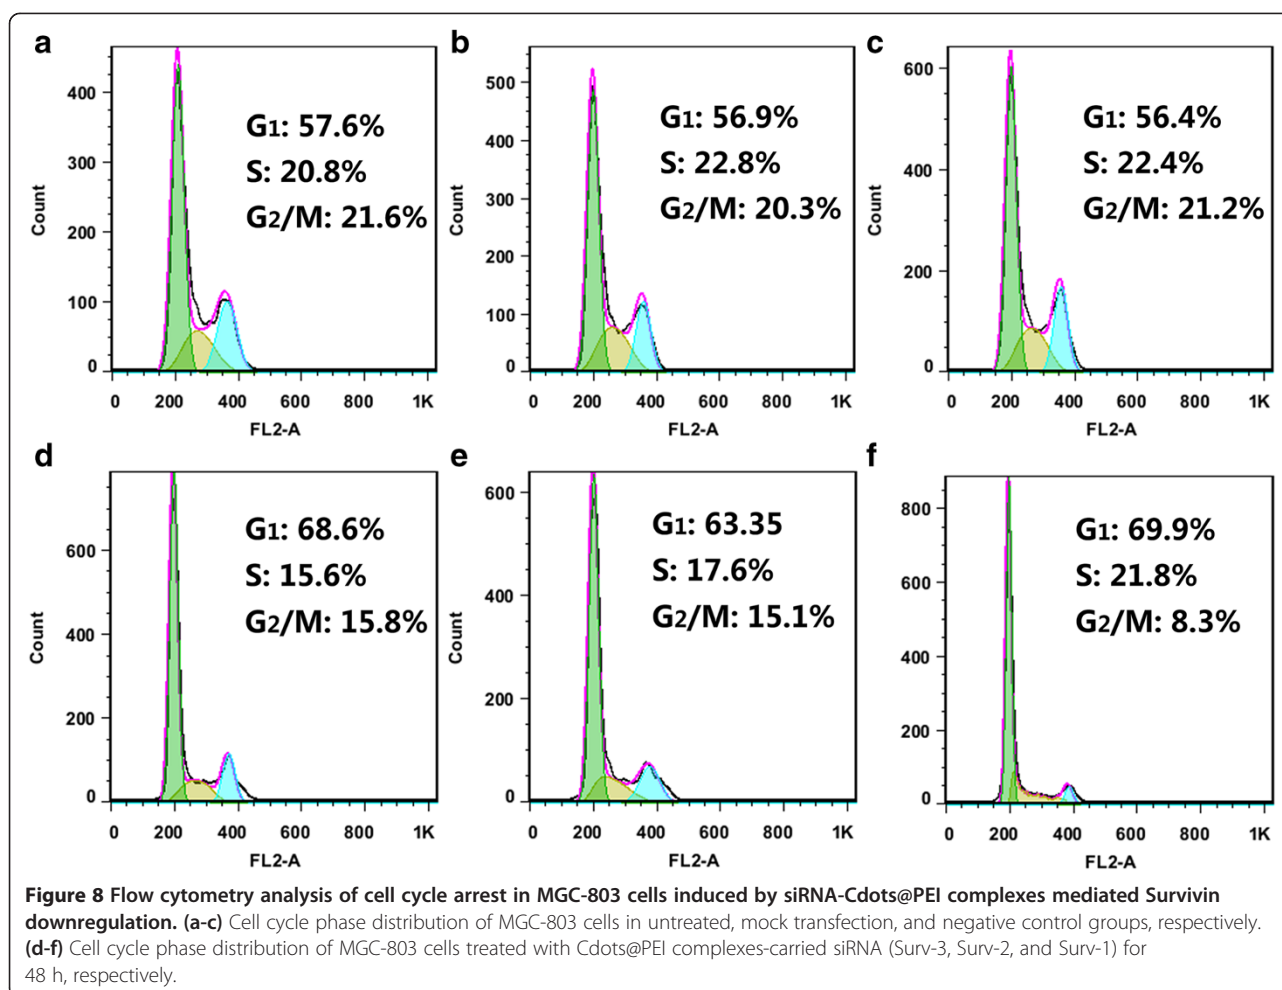 a
400
300
200
100
0
Count
G1: 57.6%
S: 20.8%
G2/M: 21.6%
0 200 400 600 800 1K
FL2-A
b
500
400
300
200
100
0
Count
G1: 56.9%
S: 22.8%
G2/M: 20.3%
0 200 400 600 800 1K
FL2-A
c
600
400
200
0
Count
G1: 56.4%
S: 22.4%
G2/M: 21.2%
0 200 400 600 800 1K
FL2-A
d
600
400
200
0
Count
G1: 68.6%
S: 15.6%
G2/M: 15.8%
0 200 400 600 800 1K
FL2-A
e
600
400
200
0
Count
G1: 63.35
S: 17.6%
G2/M: 15.1%
0 200 400 600 800 1K
FL2-A
f
800
600
400
200
0
Count
G1: 69.9%
S: 21.8%
G2/M: 8.3%
0 200 400 600 800 1K
FL2-A
Figure 8 Flow cytometry analysis of cell cycle arrest in MGC-803 cells induced by siRNA-Cdots@PEI complexes mediated Survivin
downregulation. (a-c) Cell cycle phase distribution of MGC-803 cells in untreated, mock transfection, and negative control groups, respectively.
(d-f) Cell cycle phase distribution of MGC-803 cells treated with Cdots@PEI complexes-carried siRNA (Surv-3, Surv-2, and Surv-1) for
48 h, respectively.